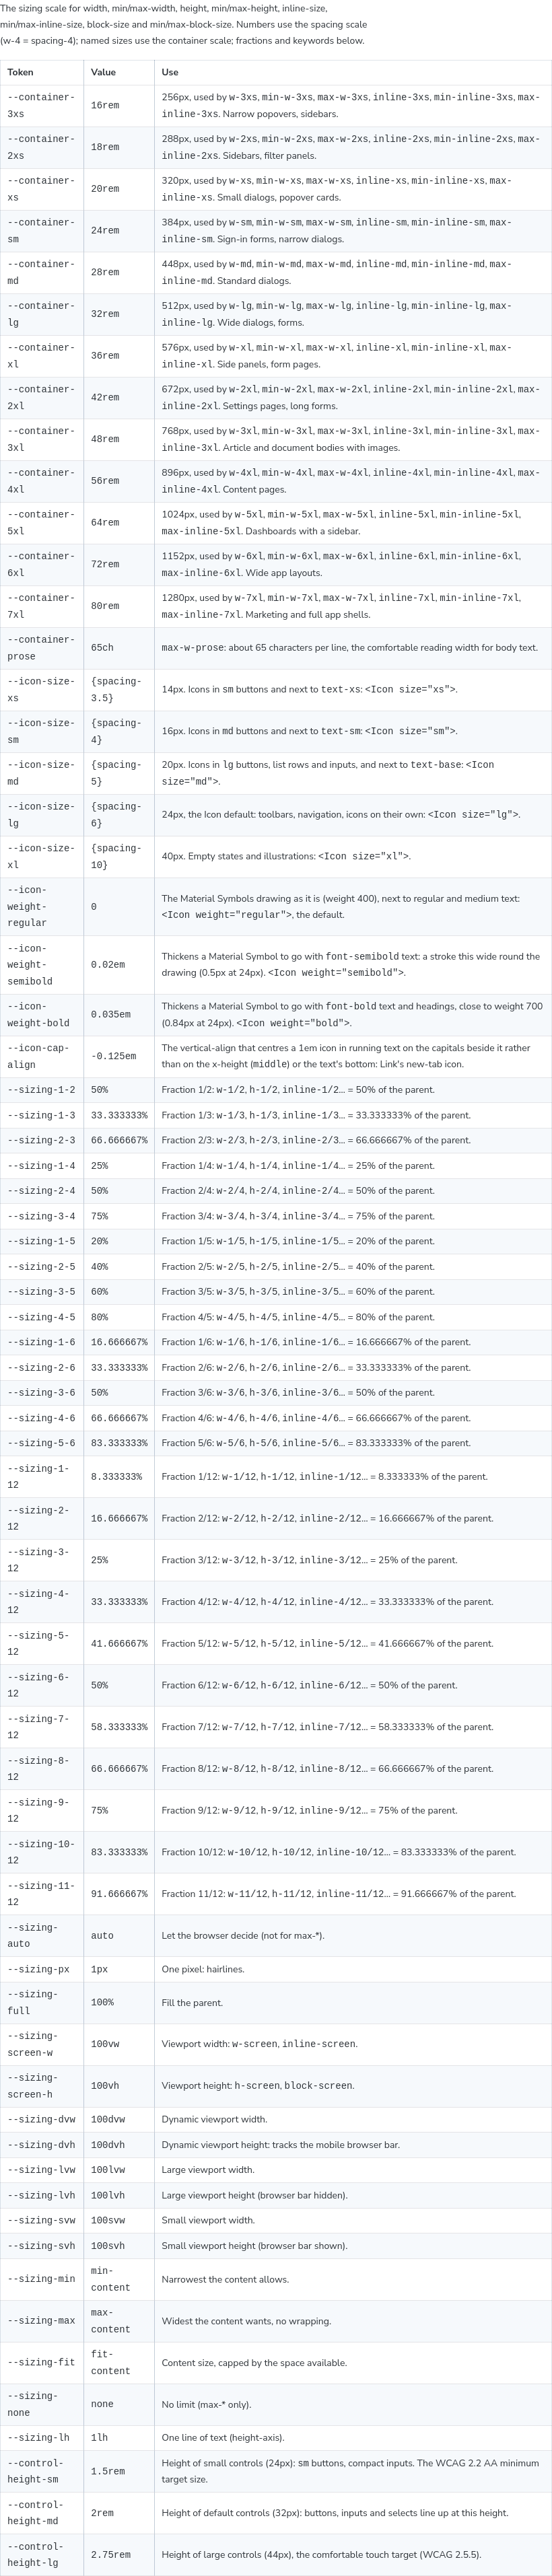 The sizing scale for width, min/max-width, height, min/max-height, inline-size,
min/max-inline-size, block-size and min/max-block-size. Numbers use the spacing scale
(w-4 = spacing-4); named sizes use the container scale; fractions and keywords below.
Token Value Use
--container-3xs 16rem 256px, used by w-3xs, min-w-3xs, max-w-3xs, inline-3xs, min-inline-3xs, max-inline-3xs. Narrow popovers, sidebars.
--container-2xs 18rem 288px, used by w-2xs, min-w-2xs, max-w-2xs, inline-2xs, min-inline-2xs, max-inline-2xs. Sidebars, filter panels.
--container-xs 20rem 320px, used by w-xs, min-w-xs, max-w-xs, inline-xs, min-inline-xs, max-inline-xs. Small dialogs, popover cards.
--container-sm 24rem 384px, used by w-sm, min-w-sm, max-w-sm, inline-sm, min-inline-sm, max-inline-sm. Sign-in forms, narrow dialogs.
--container-md 28rem 448px, used by w-md, min-w-md, max-w-md, inline-md, min-inline-md, max-inline-md. Standard dialogs.
--container-lg 32rem 512px, used by w-lg, min-w-lg, max-w-lg, inline-lg, min-inline-lg, max-inline-lg. Wide dialogs, forms.
--container-xl 36rem 576px, used by w-xl, min-w-xl, max-w-xl, inline-xl, min-inline-xl, max-inline-xl. Side panels, form pages.
--container-2xl 42rem 672px, used by w-2xl, min-w-2xl, max-w-2xl, inline-2xl, min-inline-2xl, max-inline-2xl. Settings pages, long forms.
--container-3xl 48rem 768px, used by w-3xl, min-w-3xl, max-w-3xl, inline-3xl, min-inline-3xl, max-inline-3xl. Article and document bodies with images.
--container-4xl 56rem 896px, used by w-4xl, min-w-4xl, max-w-4xl, inline-4xl, min-inline-4xl, max-inline-4xl. Content pages.
--container-5xl 64rem 1024px, used by w-5xl, min-w-5xl, max-w-5xl, inline-5xl, min-inline-5xl, max-inline-5xl. Dashboards with a sidebar.
--container-6xl 72rem 1152px, used by w-6xl, min-w-6xl, max-w-6xl, inline-6xl, min-inline-6xl, max-inline-6xl. Wide app layouts.
--container-7xl 80rem 1280px, used by w-7xl, min-w-7xl, max-w-7xl, inline-7xl, min-inline-7xl, max-inline-7xl. Marketing and full app shells.
--container-prose 65ch max-w-prose: about 65 characters per line, the comfortable reading width for body text.
--icon-size-xs {spacing-3.5} 14px. Icons in sm buttons and next to text-xs: <Icon size="xs">.
--icon-size-sm {spacing-4} 16px. Icons in md buttons and next to text-sm: <Icon size="sm">.
--icon-size-md {spacing-5} 20px. Icons in lg buttons, list rows and inputs, and next to text-base: <Icon size="md">.
--icon-size-lg {spacing-6} 24px, the Icon default: toolbars, navigation, icons on their own: <Icon size="lg">.
--icon-size-xl {spacing-10} 40px. Empty states and illustrations: <Icon size="xl">.
--icon-weight-regular 0 The Material Symbols drawing as it is (weight 400), next to regular and medium text: <Icon weight="regular">, the default.
--icon-weight-semibold 0.02em Thickens a Material Symbol to go with font-semibold text: a stroke this wide round the drawing (0.5px at 24px). <Icon weight="semibold">.
--icon-weight-bold 0.035em Thickens a Material Symbol to go with font-bold text and headings, close to weight 700 (0.84px at 24px). <Icon weight="bold">.
--icon-cap-align -0.125em The vertical-align that centres a 1em icon in running text on the capitals beside it rather than on the x-height (middle) or the text's bottom: Link's new-tab icon.
--sizing-1-2 50% Fraction 1/2: w-1/2, h-1/2, inline-1/2… = 50% of the parent.
--sizing-1-3 33.333333% Fraction 1/3: w-1/3, h-1/3, inline-1/3… = 33.333333% of the parent.
--sizing-2-3 66.666667% Fraction 2/3: w-2/3, h-2/3, inline-2/3… = 66.666667% of the parent.
--sizing-1-4 25% Fraction 1/4: w-1/4, h-1/4, inline-1/4… = 25% of the parent.
--sizing-2-4 50% Fraction 2/4: w-2/4, h-2/4, inline-2/4… = 50% of the parent.
--sizing-3-4 75% Fraction 3/4: w-3/4, h-3/4, inline-3/4… = 75% of the parent.
--sizing-1-5 20% Fraction 1/5: w-1/5, h-1/5, inline-1/5… = 20% of the parent.
--sizing-2-5 40% Fraction 2/5: w-2/5, h-2/5, inline-2/5… = 40% of the parent.
--sizing-3-5 60% Fraction 3/5: w-3/5, h-3/5, inline-3/5… = 60% of the parent.
--sizing-4-5 80% Fraction 4/5: w-4/5, h-4/5, inline-4/5… = 80% of the parent.
--sizing-1-6 16.666667% Fraction 1/6: w-1/6, h-1/6, inline-1/6… = 16.666667% of the parent.
--sizing-2-6 33.333333% Fraction 2/6: w-2/6, h-2/6, inline-2/6… = 33.333333% of the parent.
--sizing-3-6 50% Fraction 3/6: w-3/6, h-3/6, inline-3/6… = 50% of the parent.
--sizing-4-6 66.666667% Fraction 4/6: w-4/6, h-4/6, inline-4/6… = 66.666667% of the parent.
--sizing-5-6 83.333333% Fraction 5/6: w-5/6, h-5/6, inline-5/6… = 83.333333% of the parent.
--sizing-1-12 8.333333% Fraction 1/12: w-1/12, h-1/12, inline-1/12… = 8.333333% of the parent.
--sizing-2-12 16.666667% Fraction 2/12: w-2/12, h-2/12, inline-2/12… = 16.666667% of the parent.
--sizing-3-12 25% Fraction 3/12: w-3/12, h-3/12, inline-3/12… = 25% of the parent.
--sizing-4-12 33.333333% Fraction 4/12: w-4/12, h-4/12, inline-4/12… = 33.333333% of the parent.
--sizing-5-12 41.666667% Fraction 5/12: w-5/12, h-5/12, inline-5/12… = 41.666667% of the parent.
--sizing-6-12 50% Fraction 6/12: w-6/12, h-6/12, inline-6/12… = 50% of the parent.
--sizing-7-12 58.333333% Fraction 7/12: w-7/12, h-7/12, inline-7/12… = 58.333333% of the parent.
--sizing-8-12 66.666667% Fraction 8/12: w-8/12, h-8/12, inline-8/12… = 66.666667% of the parent.
--sizing-9-12 75% Fraction 9/12: w-9/12, h-9/12, inline-9/12… = 75% of the parent.
--sizing-10-12 83.333333% Fraction 10/12: w-10/12, h-10/12, inline-10/12… = 83.333333% of the parent.
--sizing-11-12 91.666667% Fraction 11/12: w-11/12, h-11/12, inline-11/12… = 91.666667% of the parent.
--sizing-auto auto Let the browser decide (not for max-*).
--sizing-px 1px One pixel: hairlines.
--sizing-full 100% Fill the parent.
--sizing-screen-w 100vw Viewport width: w-screen, inline-screen.
--sizing-screen-h 100vh Viewport height: h-screen, block-screen.
--sizing-dvw 100dvw Dynamic viewport width.
--sizing-dvh 100dvh Dynamic viewport height: tracks the mobile browser bar.
--sizing-lvw 100lvw Large viewport width.
--sizing-lvh 100lvh Large viewport height (browser bar hidden).
--sizing-svw 100svw Small viewport width.
--sizing-svh 100svh Small viewport height (browser bar shown).
--sizing-min min-content Narrowest the content allows.
--sizing-max max-content Widest the content wants, no wrapping.
--sizing-fit fit-content Content size, capped by the space available.
--sizing-none none No limit (max-* only).
--sizing-lh 1lh One line of text (height-axis).
--control-height-sm 1.5rem Height of small controls (24px): sm buttons, compact inputs. The WCAG 2.2 AA minimum target size.
--control-height-md 2rem Height of default controls (32px): buttons, inputs and selects line up at this height.
--control-height-lg 2.75rem Height of large controls (44px), the comfortable touch target (WCAG 2.5.5).